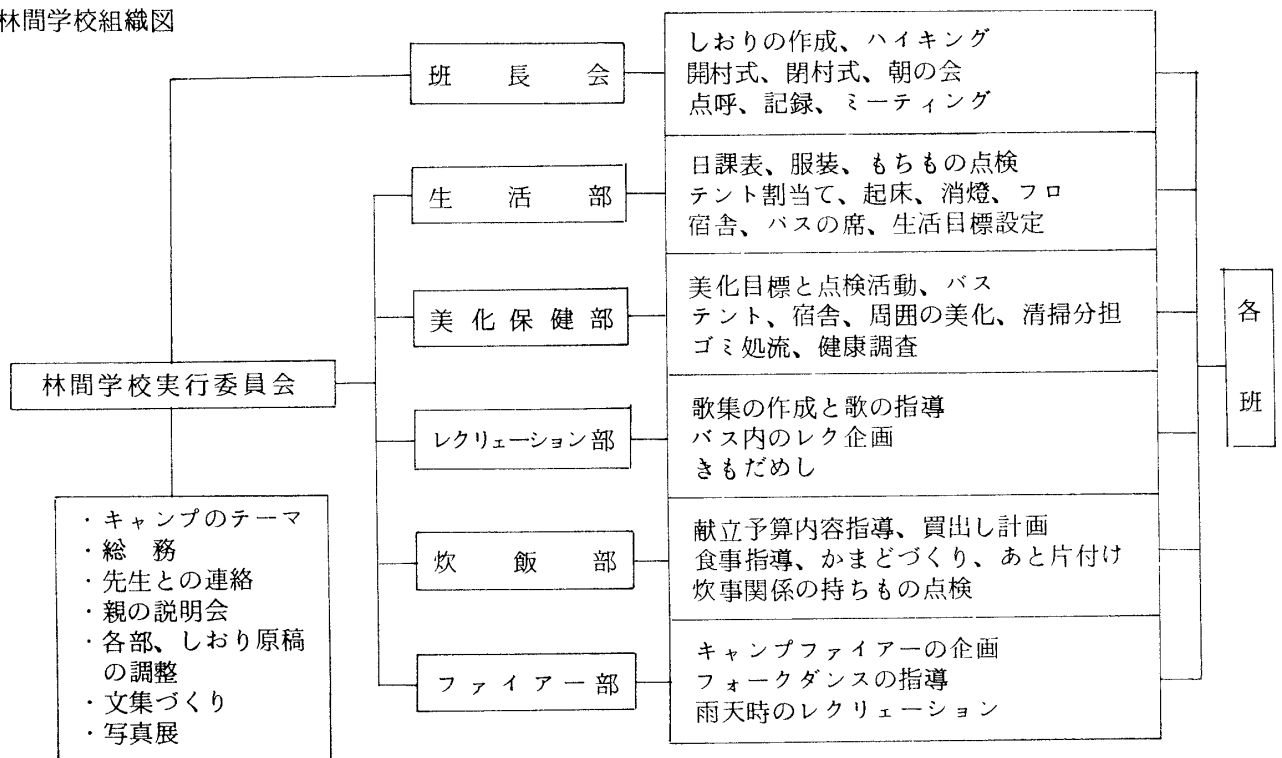 林間学校組織図
班長会
しおりの作成、ハイキング
開村式、閉村式、朝の会
点呼、記録、ミーティング
生活部
日課表、服装、もちもの点検
テント割当て、起床、消燈、フロ
宿舎、バスの席、生活目標設定
美化保健部
美化目標と点検活動、バス
テント、宿舎、周囲の美化、清掃分担
ゴミ処流、健康調査
林間学校実行委員会
レクリェーション部
歌集の作成と歌の指導
バス内のレク企画
きもだめし
炊飯部
献立予算内容指導、買出し計画
食事指導、かまどづくり、あと片付け
炊事関係の持ちもの点検
ファイアー部
キャンプファイアーの企画
フォークダンスの指導
雨天時のレクリェーション
各班
・キャンプのテーマ
・総務
・先生との連絡
・親の説明会
・各部、しおり原稿
の調整
・文集づくり
・写真展